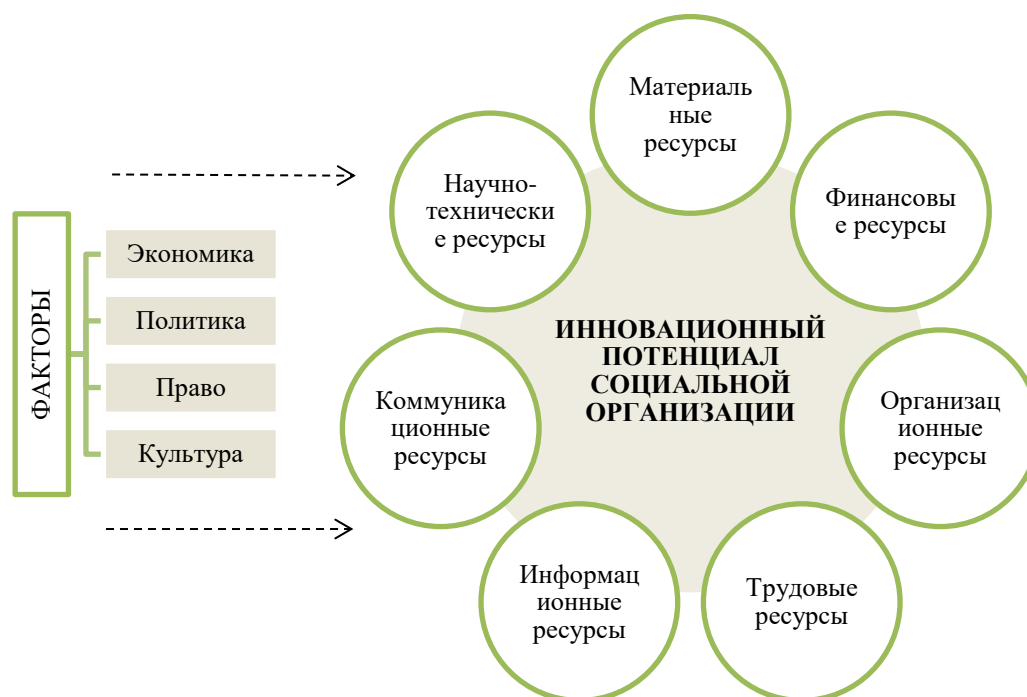 ФАКТОРЫ
Экономика
Политика
Право
Культура
Материаль
ные
ресурсы
Финансовы
е ресурсы
Организац
ионные
ресурсы
Трудовые
ресурсы
Информац
ионные
ресурсы
Коммуника
ционные
ресурсы
Научно-
технически
е ресурсы
ИННОВАЦИОННЫЙ
ПОТЕНЦИАЛ
СОЦИАЛЬНОЙ
ОРГАНИЗАЦИИ